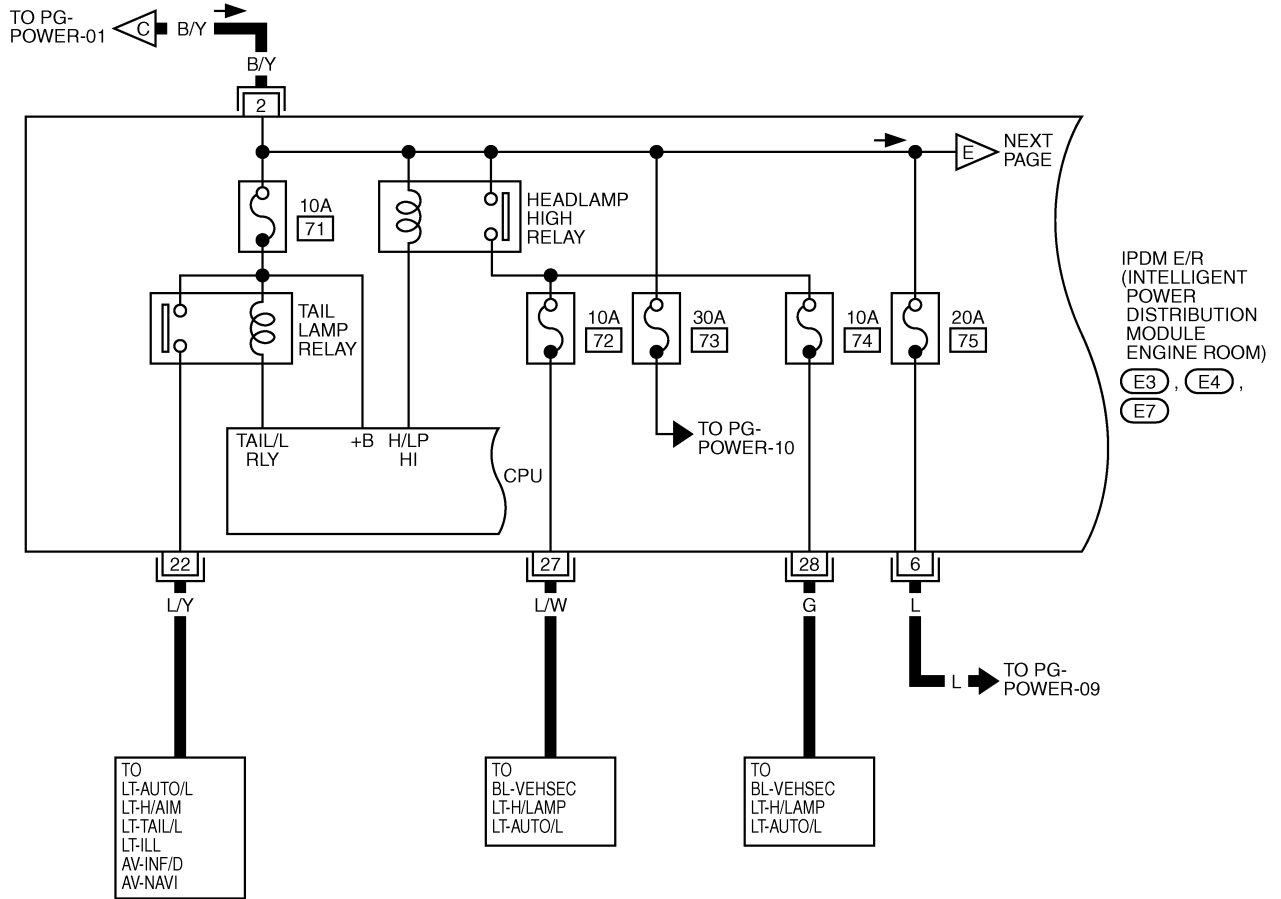 TO PG-
POWER-01
C
B/Y
B/Y
2
E
NEXT
PAGE
10A
71
HEADLAMP
HIGH
RELAY
TAIL
LAMP
RELAY
10A
72
30A
73
10A
74
20A
75
IPDM E/R
(INTELLIGENT
POWER
DISTRIBUTION
MODULE
ENGINE ROOM)
E3 , E4 ,
E7
TAIL/L
RLY
+B
H/LP
HI
CPU
TO PG-
POWER-10
22
27
28
6
L/Y
L/W
G
L
L
TO PG-
POWER-09
TO
LT-AUTO/L
LT-H/AIM
LT-TAIL/L
LT-ILL
AV-INF/D
AV-NAVI
TO
BL-VEHSEC
LT-H/LAMP
LT-AUTO/L
TO
BL-VEHSEC
LT-H/LAMP
LT-AUTO/L